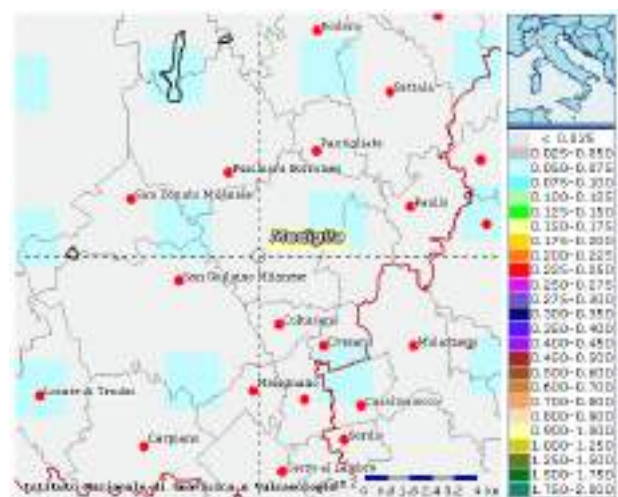 Pantigliate
San Donato Milanese
Paullo
Mediglia
San Giuliano Milanese
Colturano
Dresano
Mulazzano
Melegnano
Locate di Triulzi
Casalmaiocco
Carpiano
Sordio
Istituto Nazionale di Geofisica e Vulcanologia
< 0.025
0.025-0.050
0.050-0.075
0.075-0.100
0.100-0.125
0.125-0.150
0.150-0.175
0.175-0.200
0.200-0.225
0.225-0.250
0.250-0.275
0.275-0.300
0.300-0.350
0.350-0.400
0.400-0.450
0.450-0.500
0.500-0.600
0.600-0.700
0.700-0.800
0.800-0.900
0.900-1.000
1.000-1.250
1.250-1.500
1.500-1.750
1.750-2.000